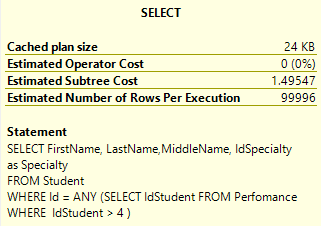 SELECT
Cached plan size 24 KB
Estimated Operator Cost 0 (0%)
Estimated Subtree Cost 1.49547
Estimated Number of Rows Per Execution 99996
Statement
SELECT FirstName, LastName,MiddleName, IdSpecialty
as Specialty
FROM Student
WHERE Id = ANY (SELECT IdStudent FROM Perfomance
WHERE IdStudent > 4 )